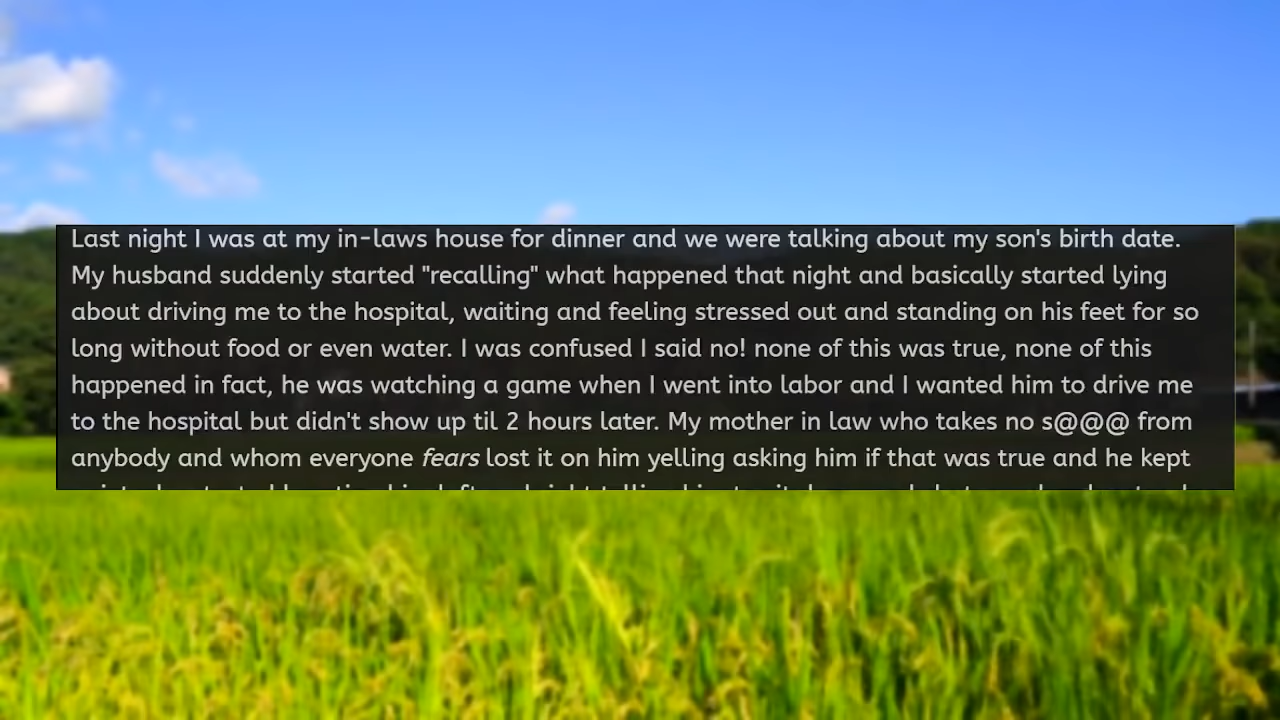 Last night I was at my in-laws house for dinner and we were talking about my son's birth date.
My husband suddenly started "recalling" what happened that night and basically started lying
about driving me to the hospital, waiting and feeling stressed out and standing on his feet for so
long without food or even water. I was confused I said no! none of this was true, none of this
happened in fact, he was watching a game when I went into labor and I wanted him to drive me
to the hospital but didn't show up til 2 hours later. My mother in law who takes no s@@@ from
anybody and whom everyone fears lost it on him yelling asking him if that was true and he kept